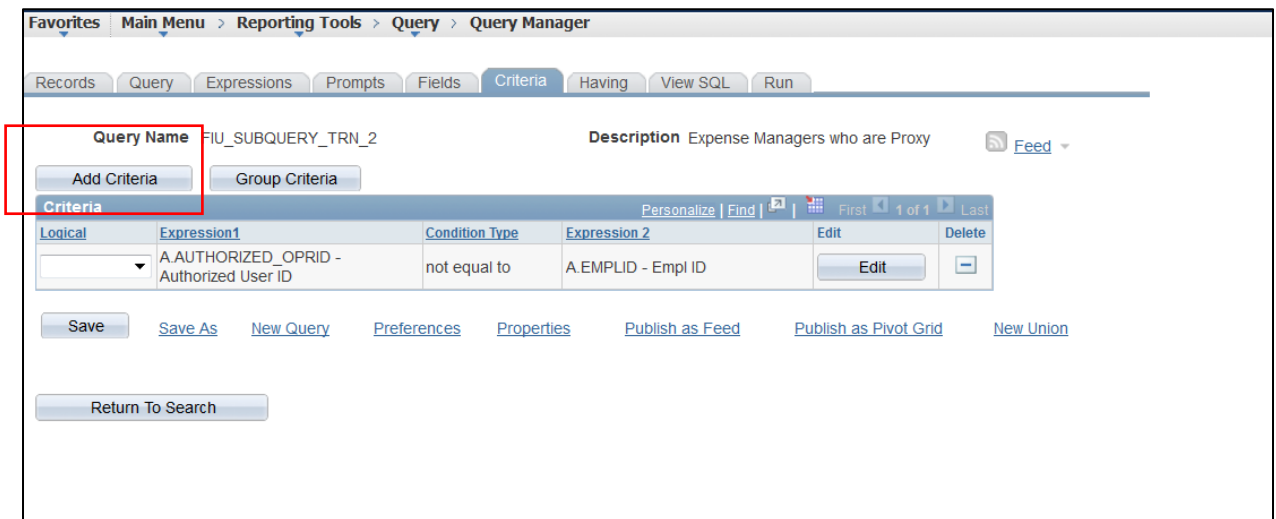 Favorites Main Menu > Reporting Tools > Query > Query Manager
Records Query Expressions Prompts Fields Criteria Having View SQL Run
Query Name FIU_SUBQUERY_TRN_2 Description Expense Managers who are Proxy Feed
Add Criteria Group Criteria
Criteria Personalize | Find | | First 1 of 1 Last
Logical Expression1 Condition Type Expression 2 Edit Delete
A.AUTHORIZED_OPRID - Authorized User ID not equal to A.EMPLID - Empl ID Edit
Save Save As New Query Preferences Properties Publish as Feed Publish as Pivot Grid New Union
Return To Search